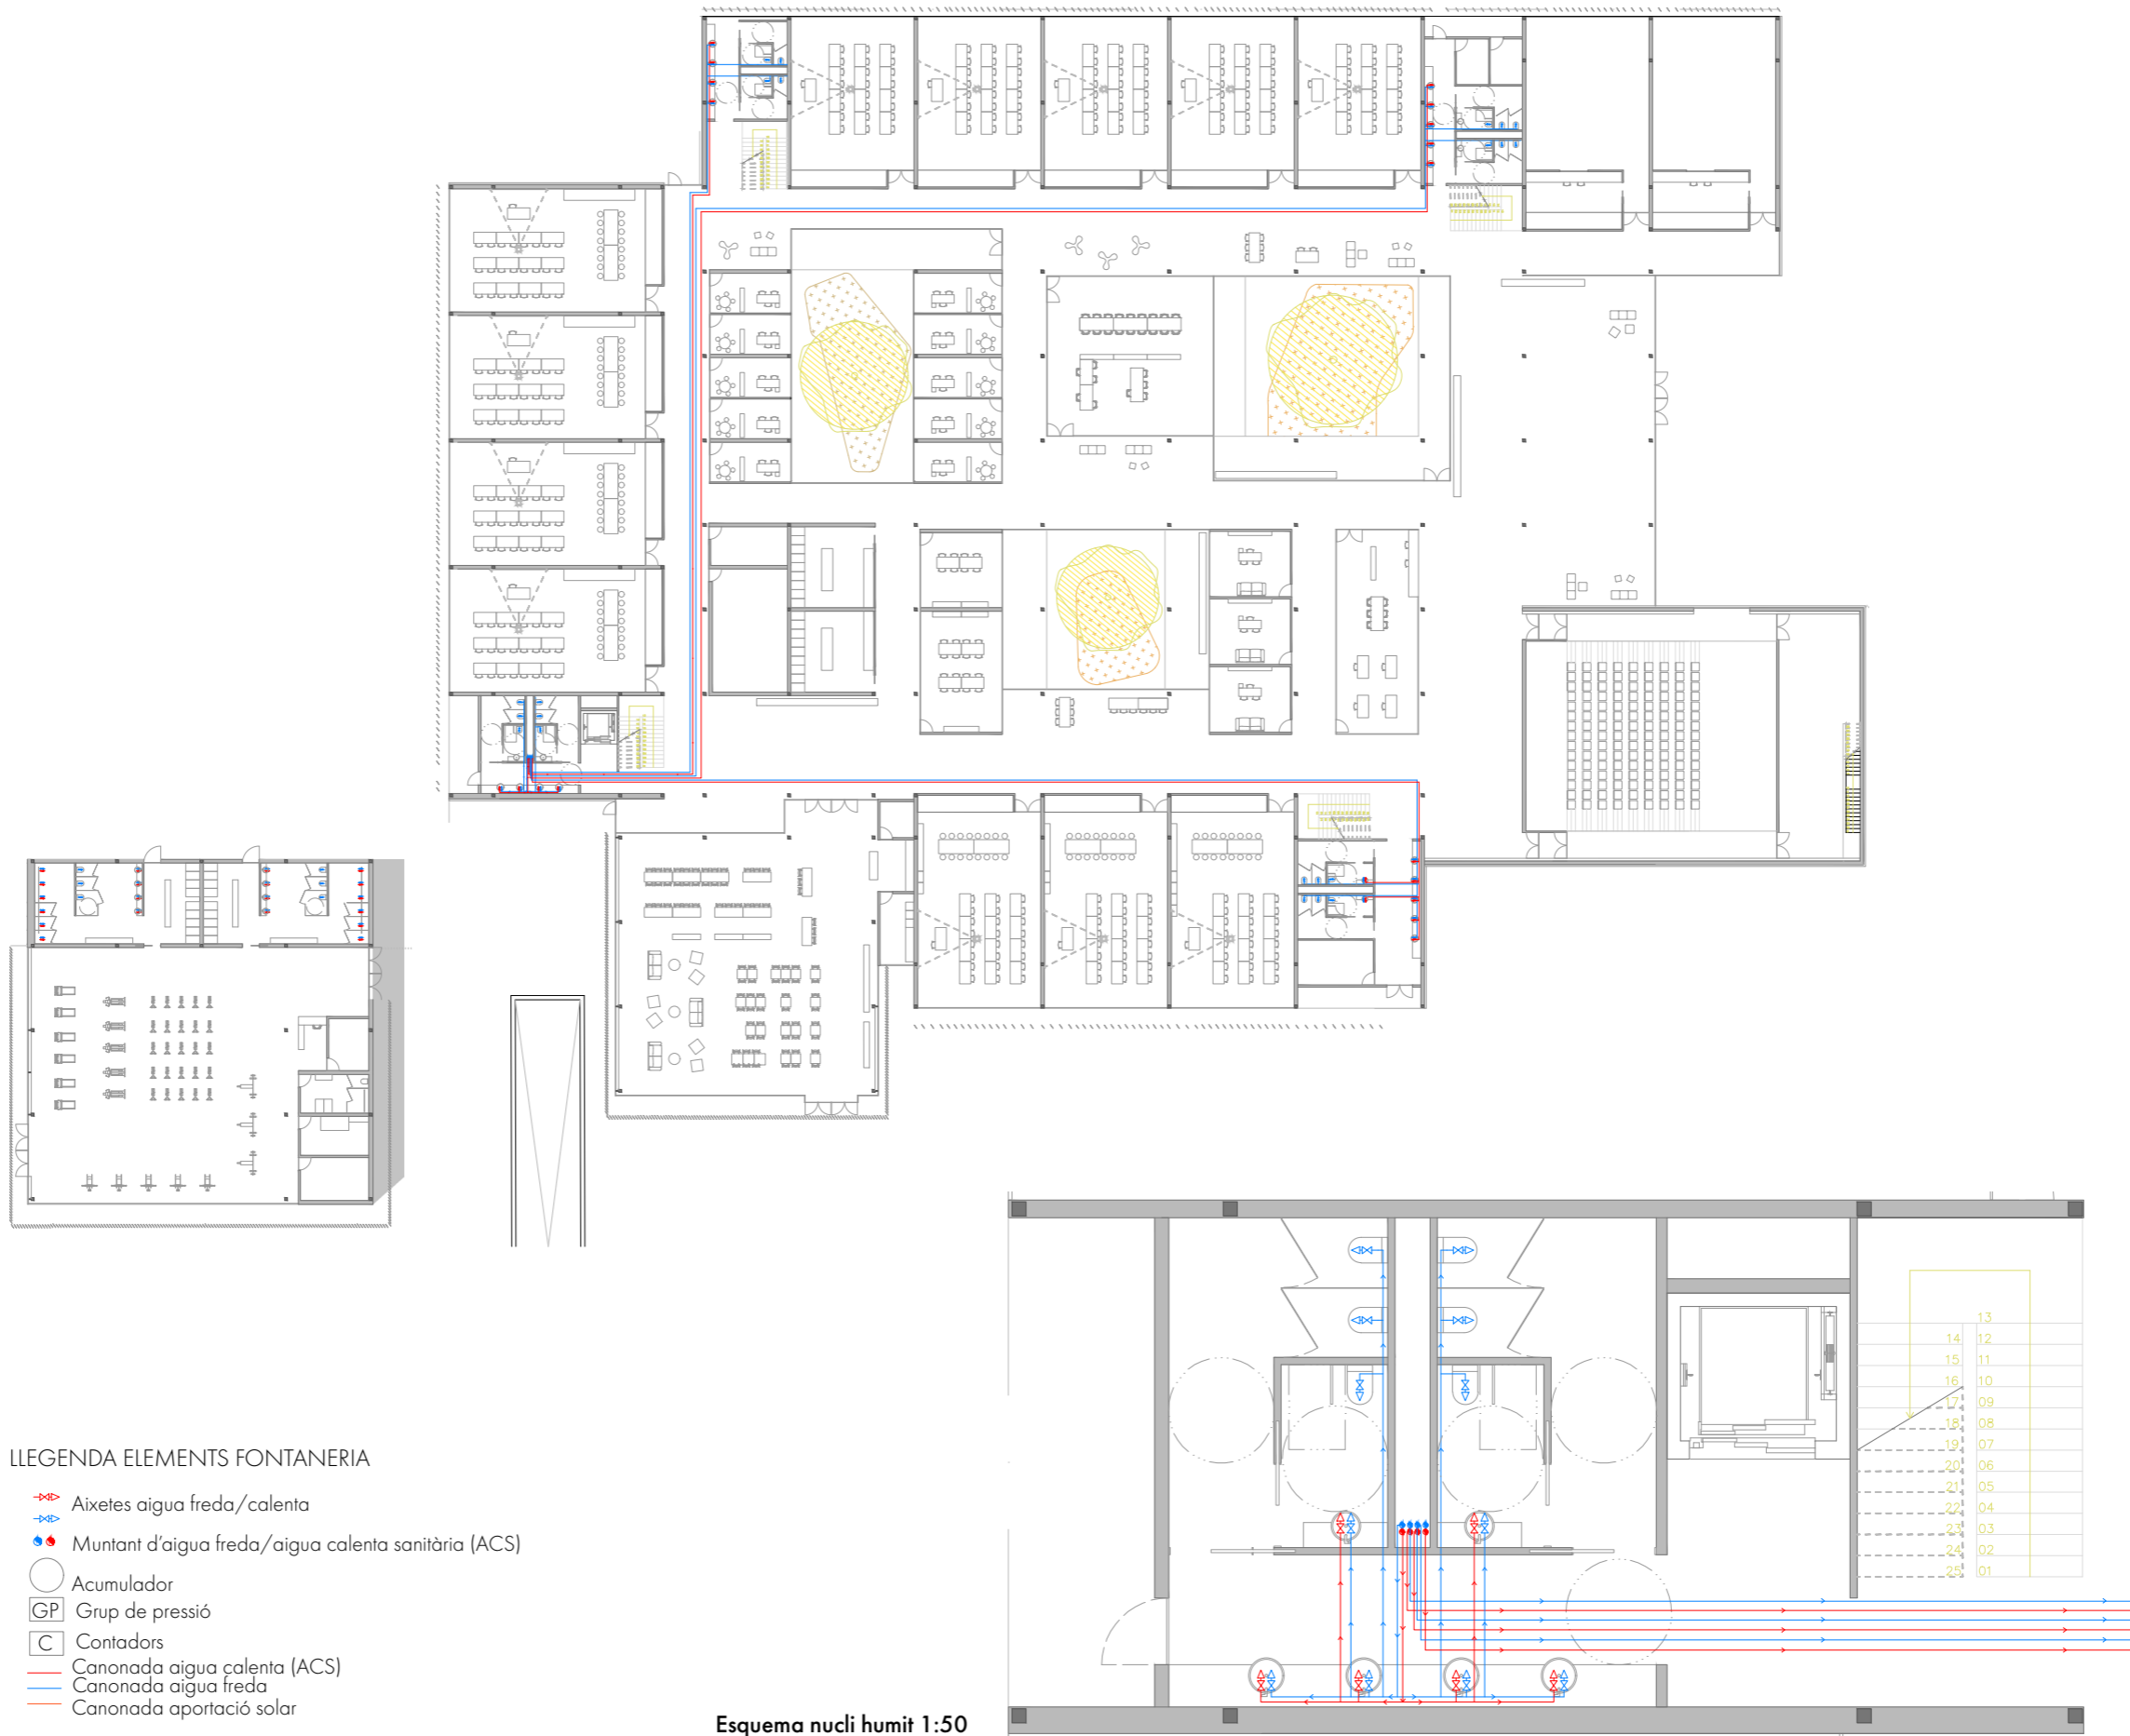 13
14 12
15 11
16 10
17 09
18 08
19 07
20 06
21 05
22 04
23 03
24 02
25 01
LLEGENDA ELEMENTS FONTANERIA
Aixetes aigua freda/calenta
Muntant d'aigua freda/aigua calenta sanitària (ACS)
Acumulador
GP Grup de pressió
C Contadors
Canonada aigua calenta (ACS)
Canonada aigua freda
Canonada aportació solar
Esquema nucli humit 1:50